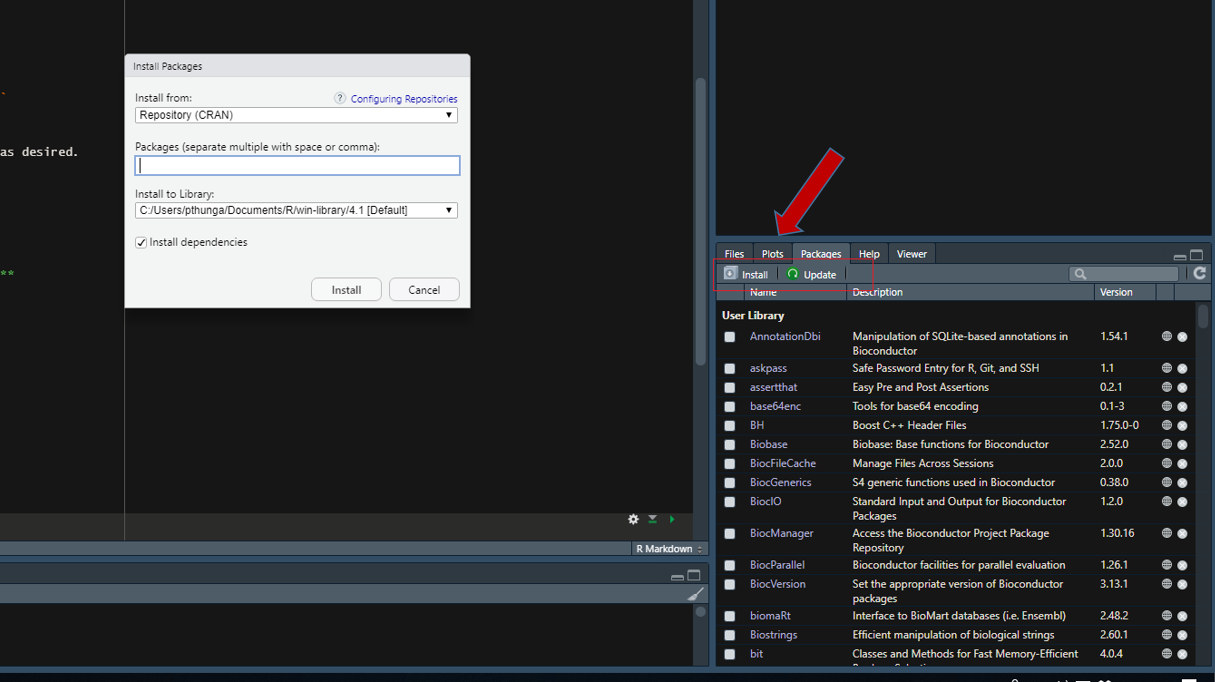 `
as desired.
**
Install Packages
Install from:
? Configuring Repositories
Repository (CRAN)
Packages (separate multiple with space or comma):
Install to Library:
C:/Users/pthunga/Documents/R/win-library/4.1 [Default]
Install dependencies
Install Cancel
R Markdown
Files Plots Packages Help Viewer
Install Update
Name Description Version
User Library
AnnotationDbi Manipulation of SQLite-based annotations in 1.54.1
Bioconductor
askpass Safe Password Entry for R, Git, and SSH 1.1
assertthat Easy Pre and Post Assertions 0.2.1
base64enc Tools for base64 encoding 0.1-3
BH Boost C++ Header Files 1.75.0-0
Biobase Biobase: Base functions for Bioconductor 2.52.0
BiocFileCache Manage Files Across Sessions 2.0.0
BiocGenerics S4 generic functions used in Bioconductor 0.38.0
BiocIO Standard Input and Output for Bioconductor 1.2.0
Packages
BiocManager Access the Bioconductor Project Package 1.30.16
Repository
BiocParallel Bioconductor facilities for parallel evaluation 1.26.1
BiocVersion Set the appropriate version of Bioconductor 3.13.1
packages
biomaRt Interface to BioMart databases (i.e. Ensembl) 2.48.2
Biostrings Efficient manipulation of biological strings 2.60.1
bit Classes and Methods for Fast Memory-Efficient 4.0.4